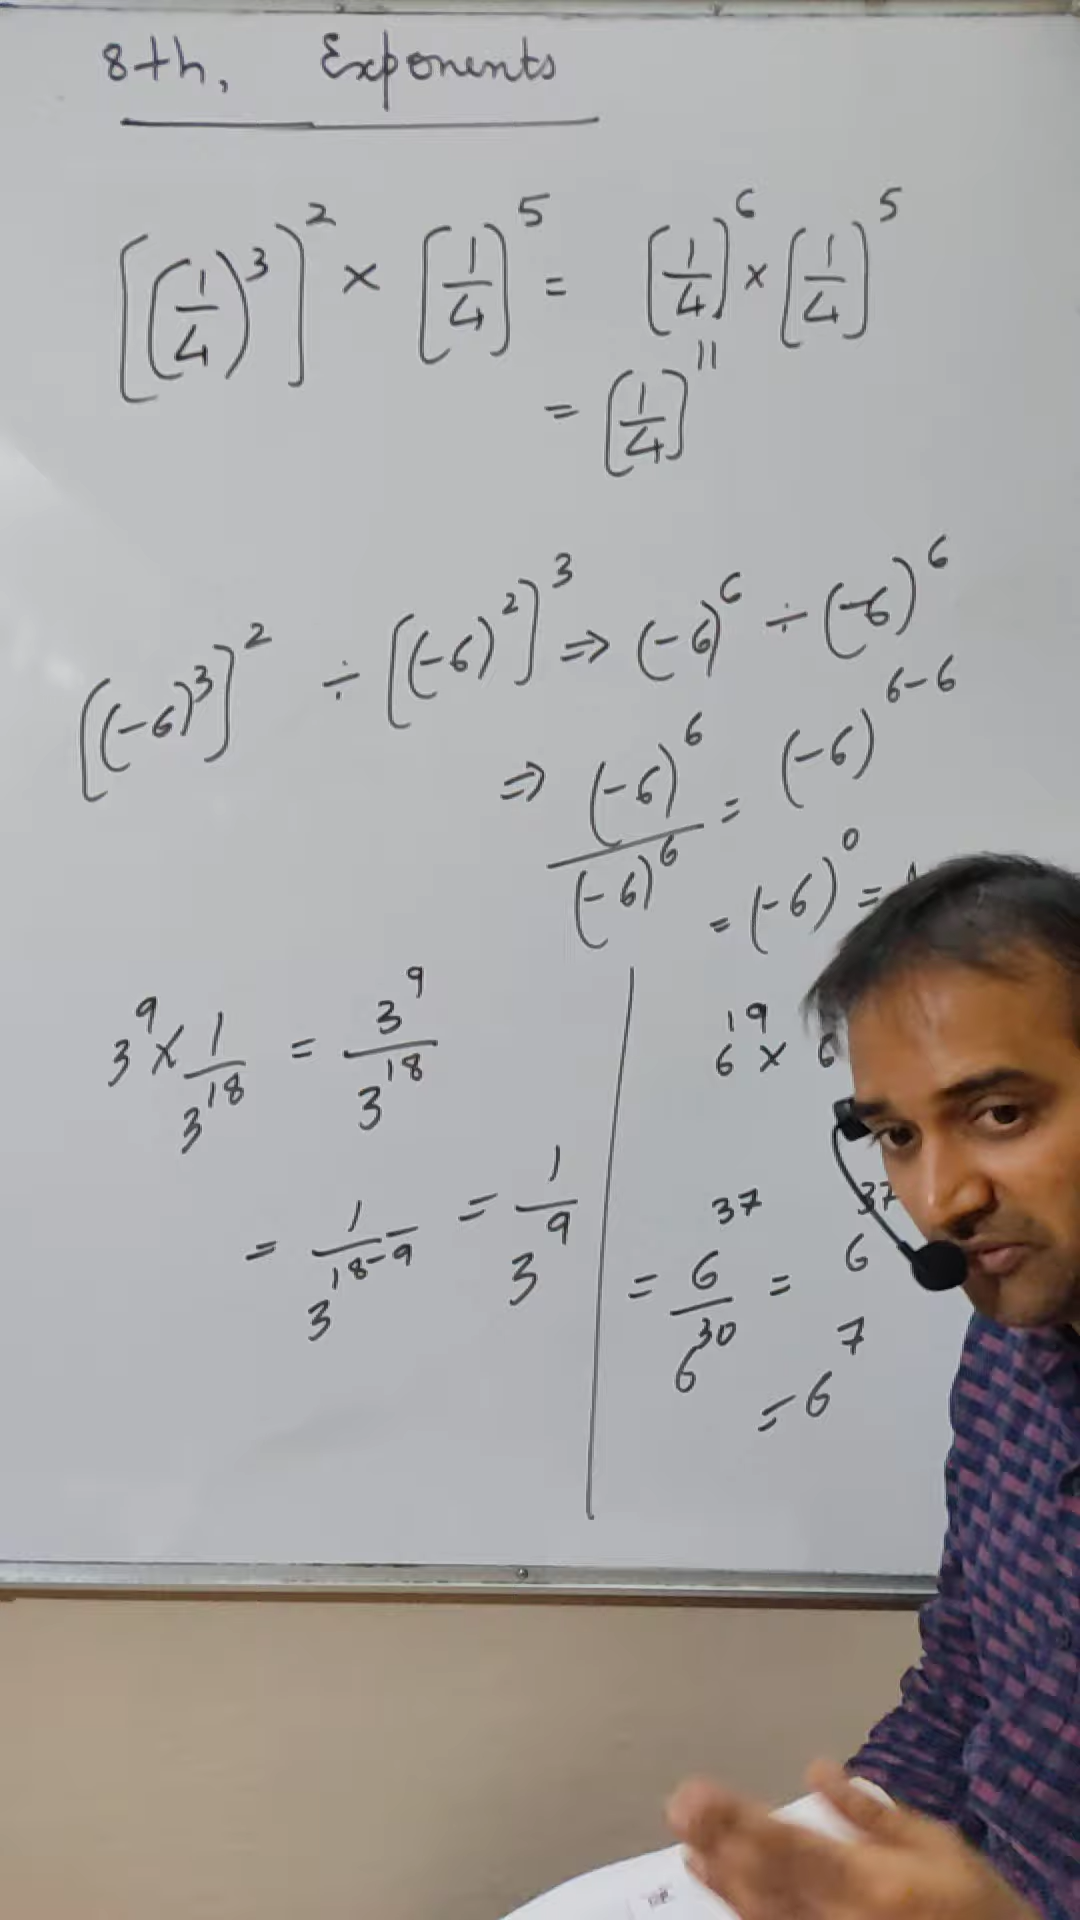 8th, Exponents
[(1/4)^3]^2 × [1/4]^5 = [1/4]^6 × [1/4]^5
= [1/4]^11
[(-6)^3]^2 ÷ [(-6)^2]^3 ⇒ (-6)^6 ÷ (-6)^6
⇒ (-6)^6/(-6)^6 = (-6)^6-6
= (-6)^0 =
3^9 × 1/3^18 = 3^9/3^18
= 1/3^18-9 = 1/3^9
6^19 × 6
= 6^37/6^30 = 6^37
= 6^7